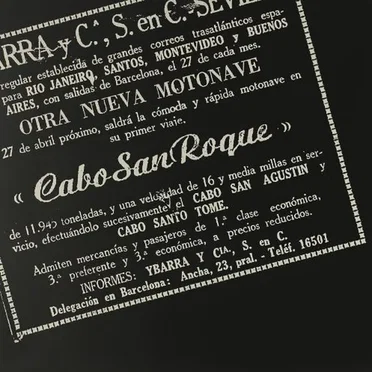 ARRA y C.ª, S. en C. SEVI
regular establecida de grandes correos trasatlánticos espa-
para RIO JANEIRO, SANTOS, MONTEVIDEO y BUENOS
AIRES, con salidas de Barcelona, el 27 de cada mes.
OTRA NUEVA MOTONAVE
27 de abril próximo, saldrá la cómoda y rápida motonave en
su primer viaje.
« Cabo San Roque »
de 11.945 toneladas, y una velocidad de 16 y media millas en ser-
vicio, efectuándolo sucesivamente el CABO SAN AGUSTIN y
CABO SANTO TOME.
Admiten mercancías y pasajeros de 1.ª clase económica,
3.ª preferente y 3.ª económica, a precios reducidos.
INFORMES: YBARRA Y CIA., S. en C.
Delegación en Barcelona: Ancha, 23, pral. - Teléf. 16501